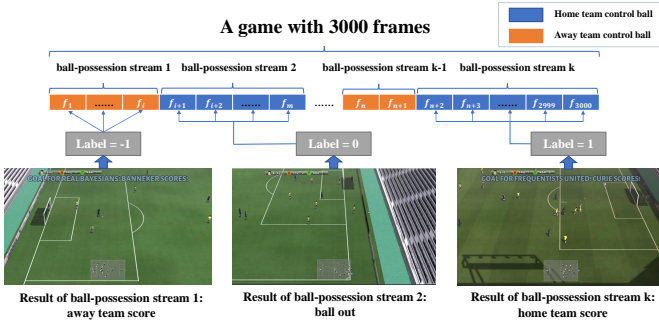 Home team control ball
Away team control ball
A game with 3000 frames
ball-possession stream 1 ball-possession stream 2 ball-possession stream k-1 ball-possession stream k
f1 ...... fi fi+1 fi+2 ...... fm ...... fn fn+1 fn+2 fn+3 ...... f2999 f3000
Label = -1 Label = 0 Label = 1
GOAL FOR REAL BAYESIANS! BANNEKER SCORES!
GOAL FOR FREQUENTISTS UNITED! CURIE SCORES!
Result of ball-possession stream 1:
away team score
Result of ball-possession stream 2:
ball out
Result of ball-possession stream k:
home team score